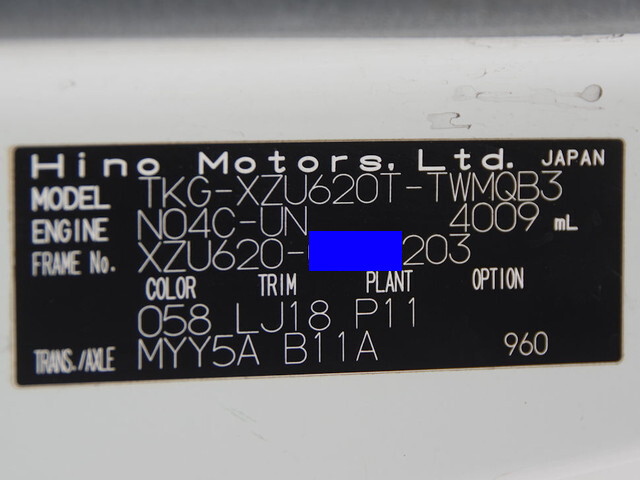 Hino Motors, Ltd. JAPAN
MODEL TKG-XZU620T-TWMQB3
ENGINE N04C-UN 4009 mL
FRAME No. XZU620- 203
COLOR TRIM PLANT OPTION
058 LJ18 P11
TRANS./AXLE MYY5A B11A 960